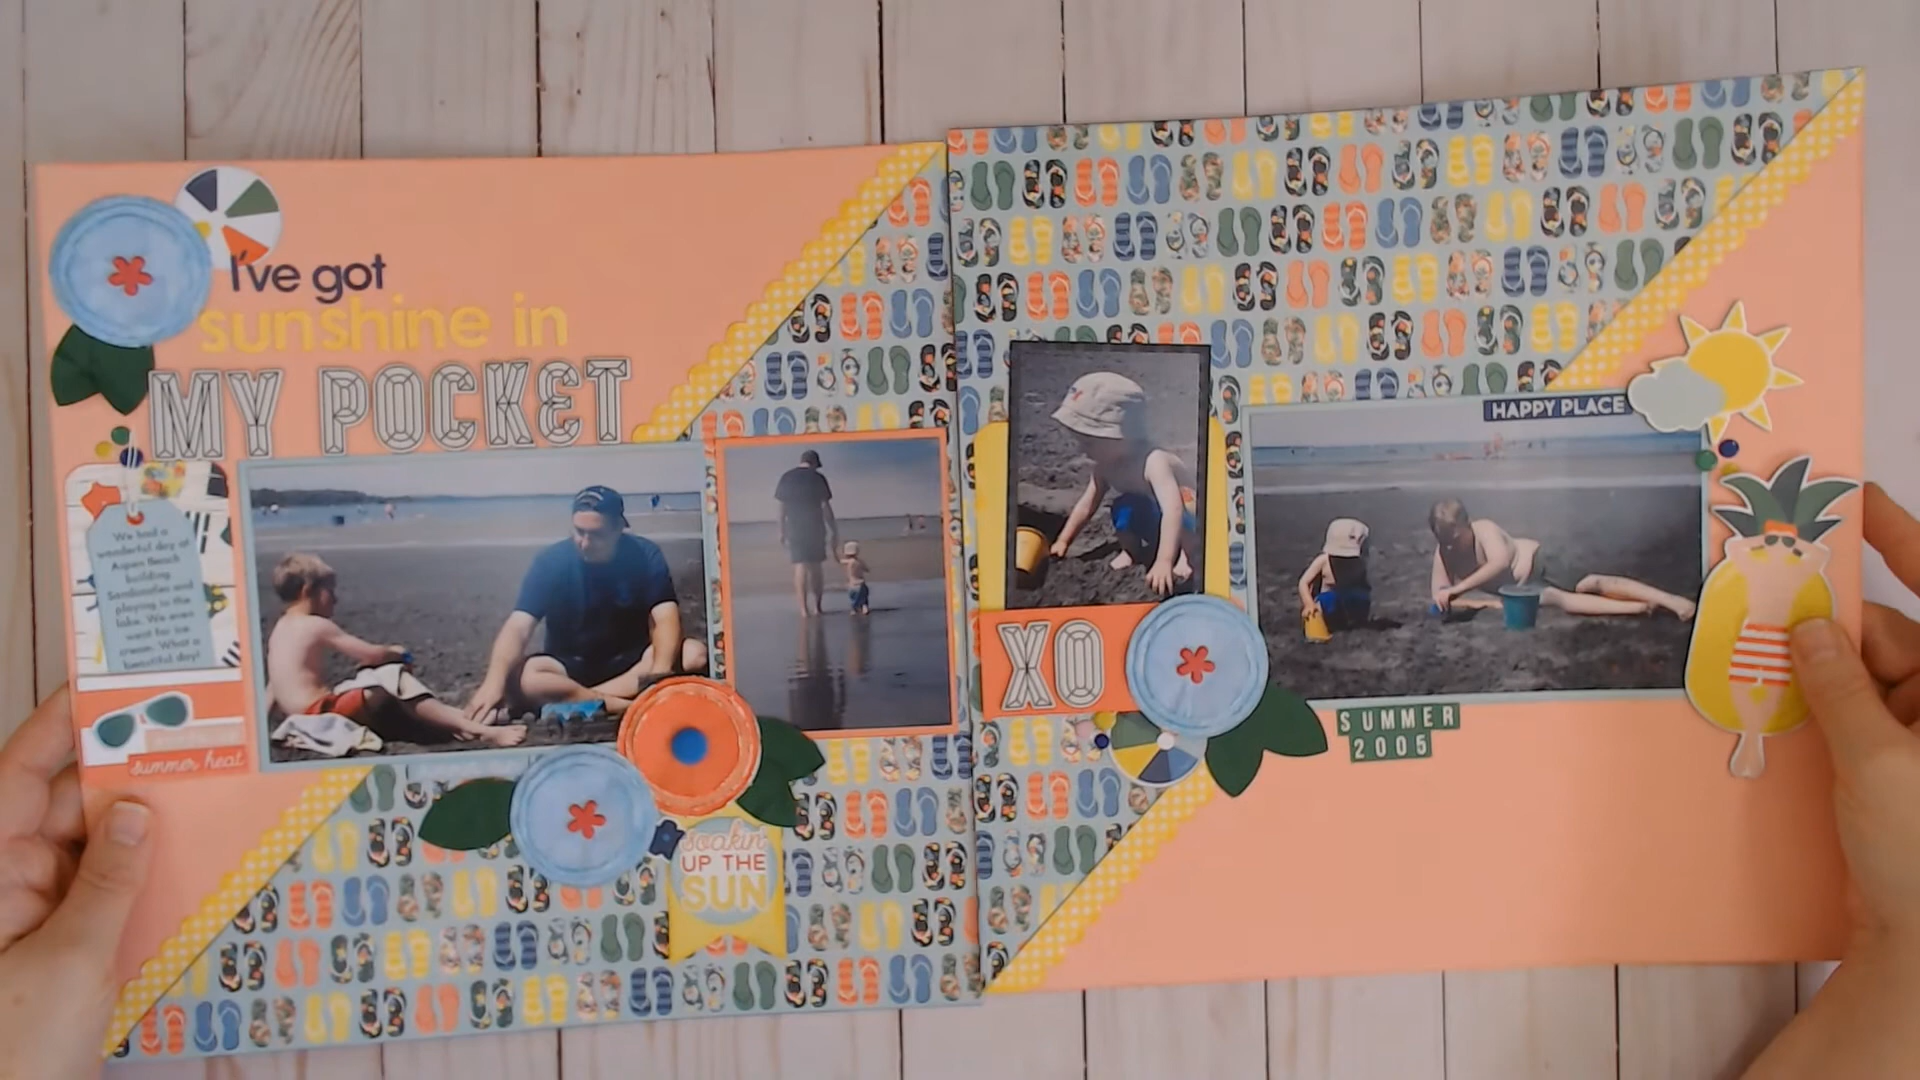 I've got
sunshine in
MY POCKET
We had a
wonderful day at
Aspen Beach
building
Sandcastles and
playing in the
lake. We even
went for ice
cream. What a
beautiful day!
summer heat
soakin'
UP THE
SUN
XO
HAPPY PLACE
SUMMER
2005